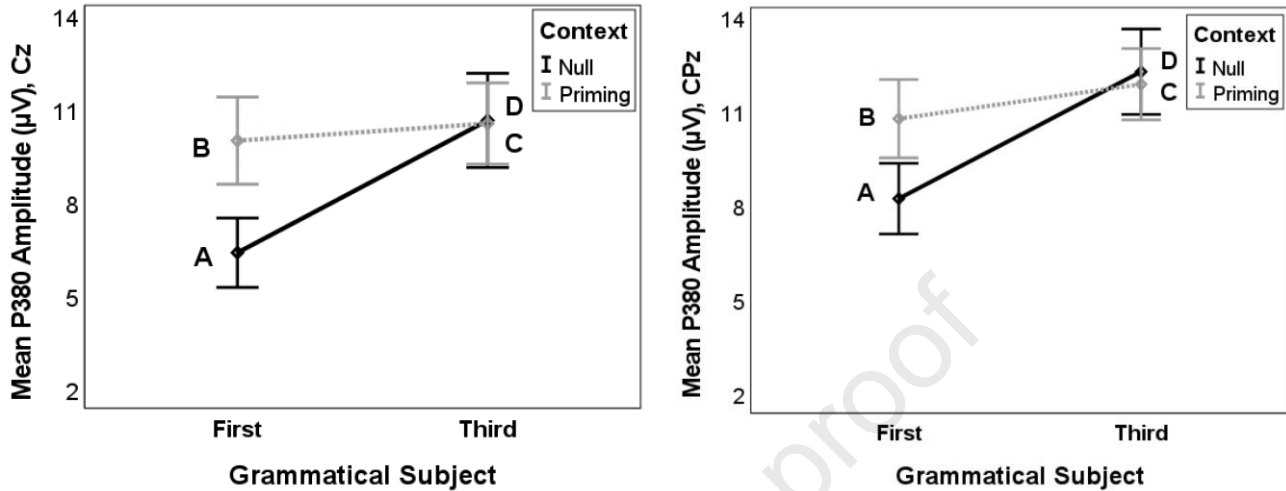 Mean P380 Amplitude (µV), Cz
14
11
8
5
2
Context
Null
Priming
B
A
D
C
First
Third
Grammatical Subject
Mean P380 Amplitude (µV), CPz
14
11
8
5
2
Context
Null
Priming
B
A
D
C
First
Third
Grammatical Subject
proof